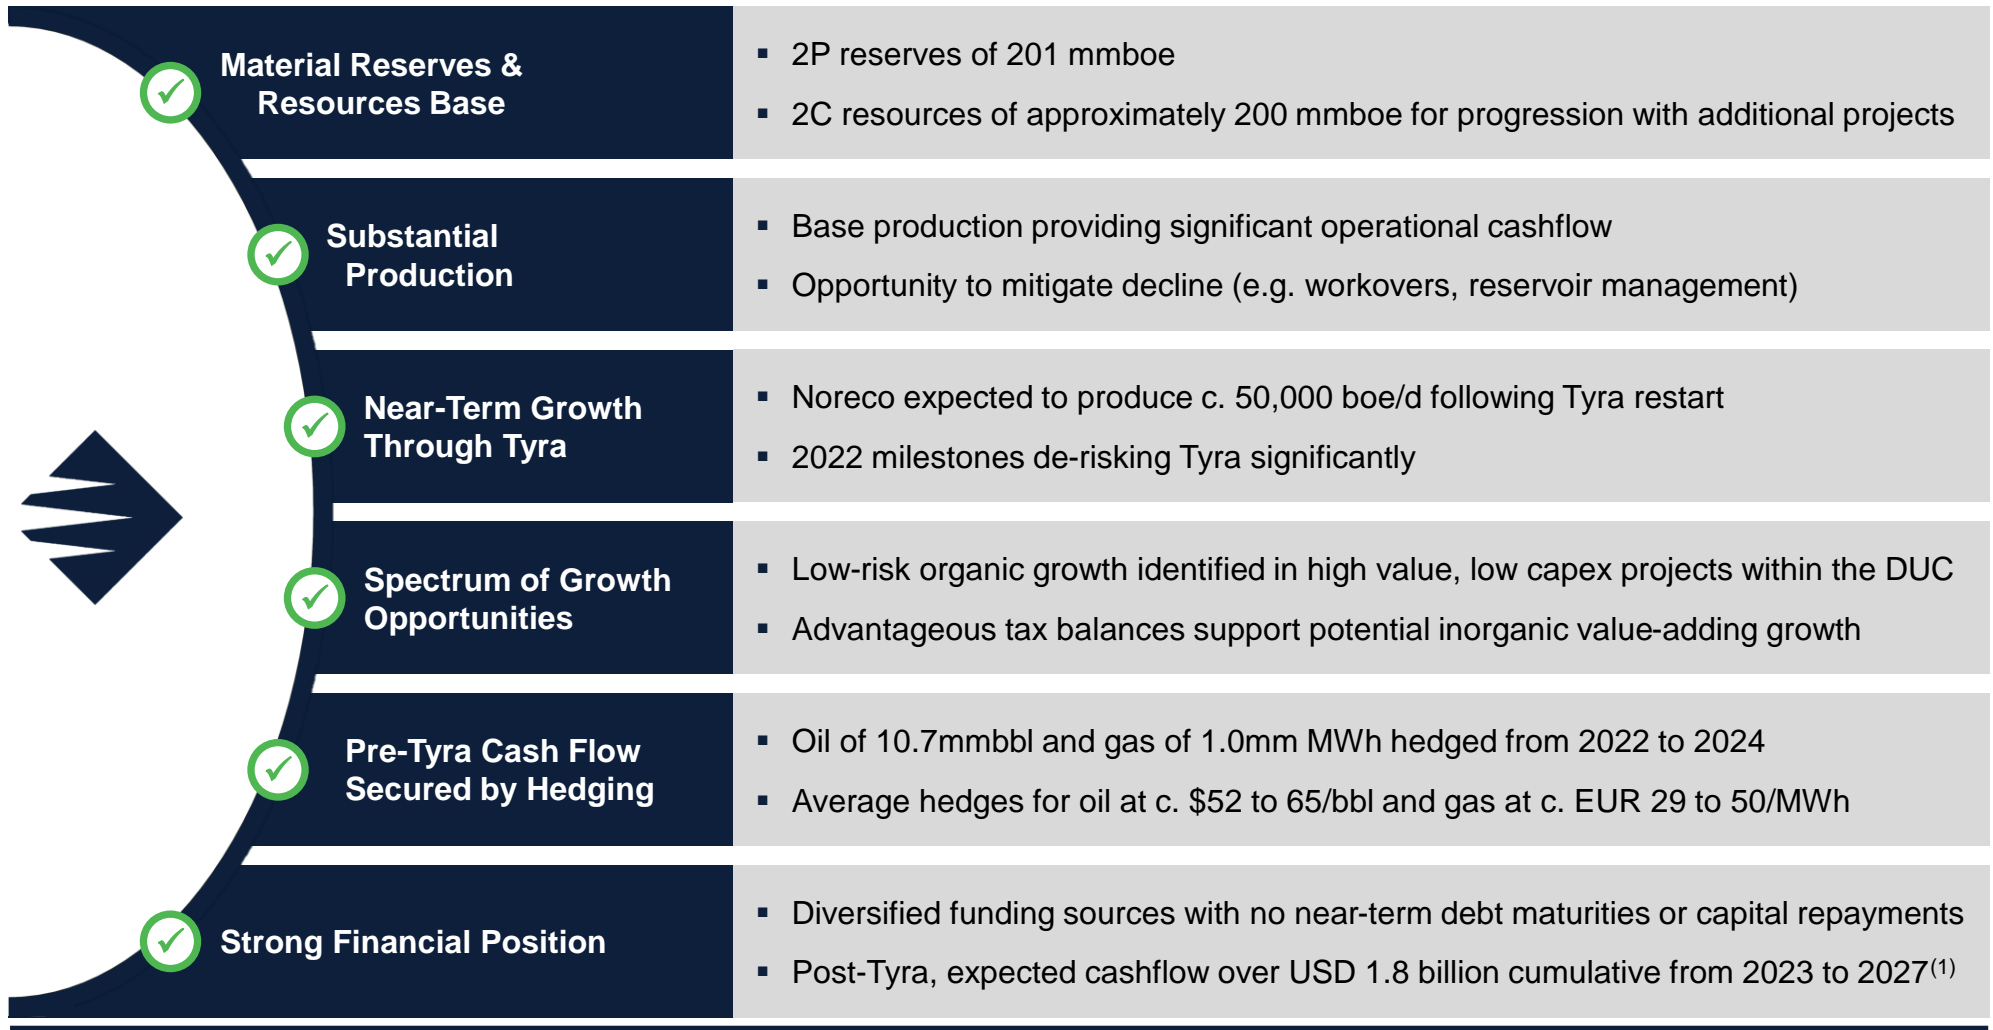 Material Reserves &
Resources Base
▪ 2P reserves of 201 mmboe
▪ 2C resources of approximately 200 mmboe for progression with additional projects
Substantial
Production
▪ Base production providing significant operational cashflow
▪ Opportunity to mitigate decline (e.g. workovers, reservoir management)
Near-Term Growth
Through Tyra
▪ Noreco expected to produce c. 50,000 boe/d following Tyra restart
▪ 2022 milestones de-risking Tyra significantly
Spectrum of Growth
Opportunities
▪ Low-risk organic growth identified in high value, low capex projects within the DUC
▪ Advantageous tax balances support potential inorganic value-adding growth
Pre-Tyra Cash Flow
Secured by Hedging
▪ Oil of 10.7mmbbl and gas of 1.0mm MWh hedged from 2022 to 2024
▪ Average hedges for oil at c. $52 to 65/bbl and gas at c. EUR 29 to 50/MWh
Strong Financial Position
▪ Diversified funding sources with no near-term debt maturities or capital repayments
▪ Post-Tyra, expected cashflow over USD 1.8 billion cumulative from 2023 to 2027(1)